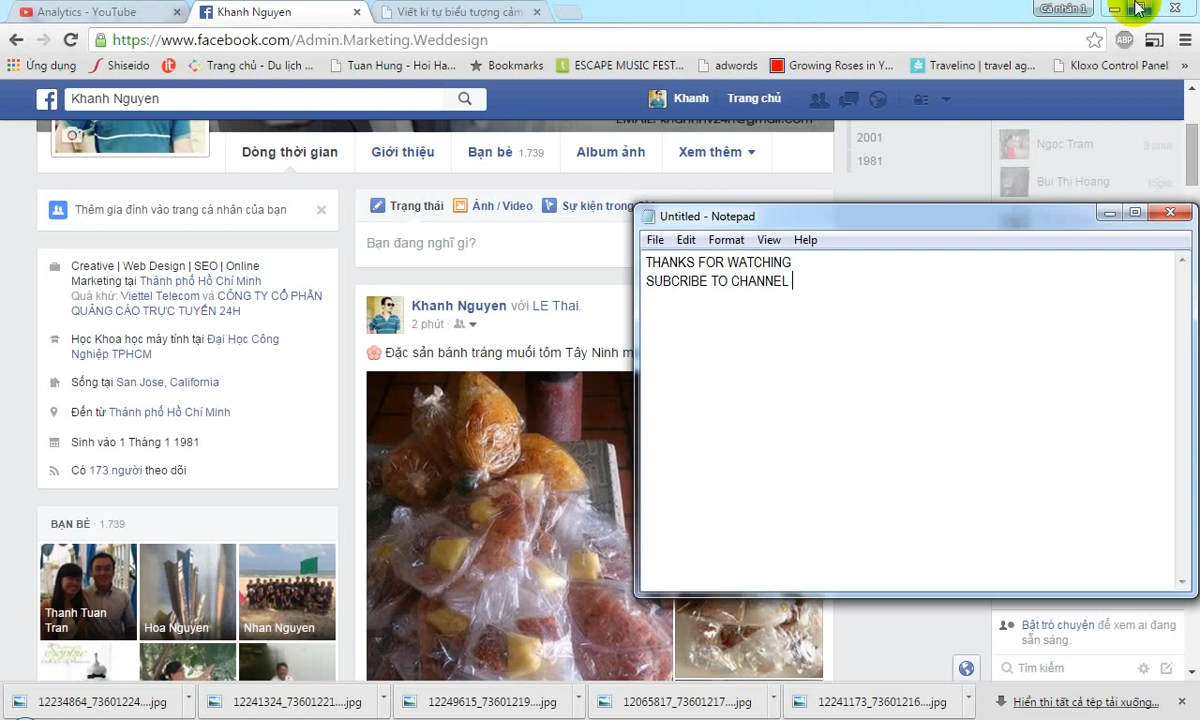 Analytics - YouTube
Khanh Nguyen
Viết kí tự biểu tượng cảm
Cá nhân 1
https://www.facebook.com/Admin.Marketing.Weddesign
ABP
Ứng dụng
Shiseido
Trang chủ - Du lịch ...
Tuan Hung - Hoi Ha...
Bookmarks
ESCAPE MUSIC FEST...
adwords
Growing Roses in Y...
Travelino | travel ag...
Kloxo Control Panel
»
Khanh Nguyen
Khanh
Trang chủ
Dòng thời gian
Giới thiệu
Bạn bè 1.739
Album ảnh
Xem thêm
2001
1981
Ngọc Tram
Bui Thi Hoang
Thêm gia đình vào trang cá nhân của bạn
Trạng thái
Ảnh / Video
Sự kiện trong
Bạn đang nghĩ gì?
Creative | Web Design | SEO | Online
Marketing tại Thành phố Hồ Chí Minh
Quá khứ: Viettel Telecom và CÔNG TY CỔ PHẦN
QUẢNG CÁO TRỰC TUYẾN 24H
Học Khoa học máy tính tại Đại Học Công
Nghiệp TPHCM
Sống tại San Jose, California
Đến từ Thành phố Hồ Chí Minh
Sinh vào 1 Tháng 1 1981
Có 173 người theo dõi
Khanh Nguyen với LE Thai.
2 phút
Đặc sản bánh tráng muối tôm Tây Ninh m
Untitled - Notepad
File Edit Format View Help
THANKS FOR WATCHING
SUBCRIBE TO CHANNEL
BẠN BÈ · 1.739
Thanh Tuan
Tran
Hoa Nguyen
Nhan Nguyen
Bật trò chuyện để xem ai đang
sẵn sàng.
Tìm kiếm
12234864_73601224....jpg
12241324_73601221....jpg
12249615_73601219....jpg
12065817_73601217....jpg
12241173_73601216....jpg
Hiển thị tất cả tệp tải xuống...